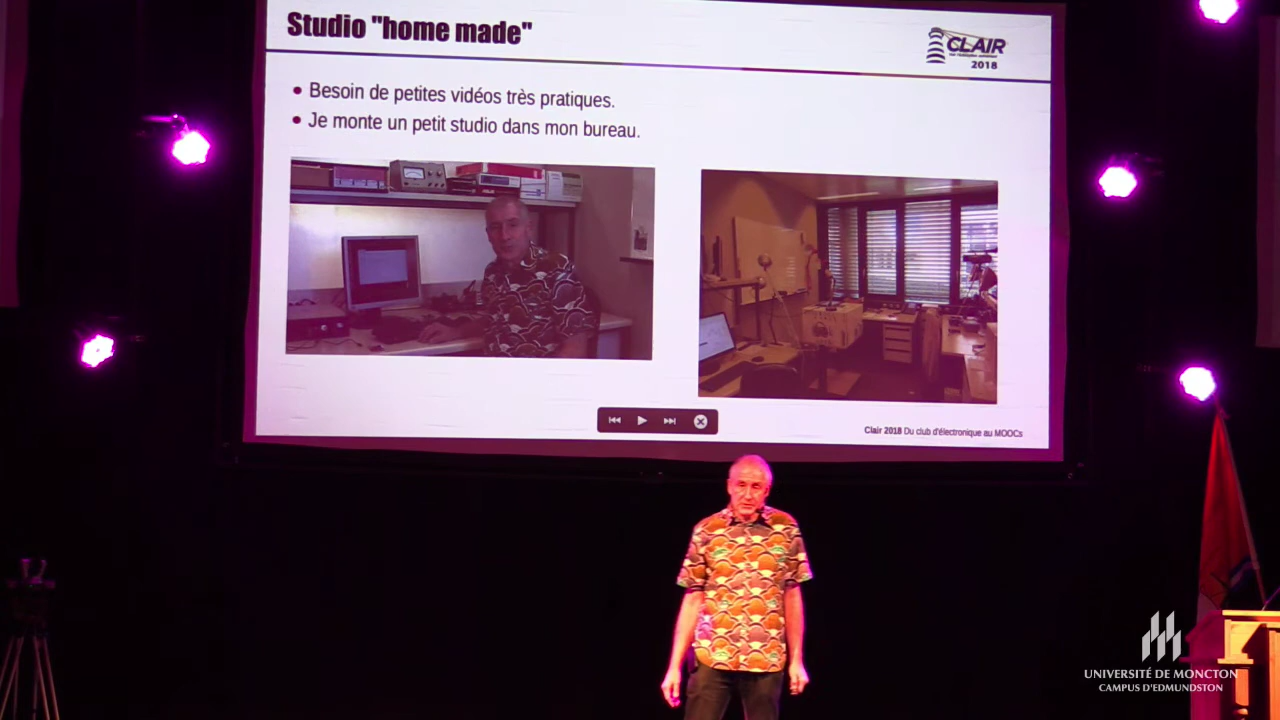 Studio "home made"
CLAIR
2018
• Besoin de petites vidéos très pratiques.
• Je monte un petit studio dans mon bureau.
Clair 2018 Du club d'électronique au MOOCs
UNIVERSITÉ DE MONCTON
CAMPUS D'EDMUNDSTON